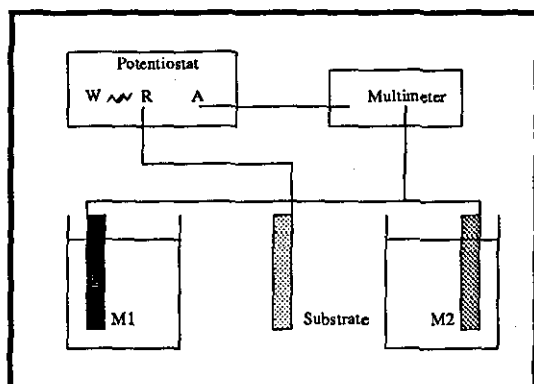 Potentiostat
W R A
Multimeter
M1
Substrate
M2